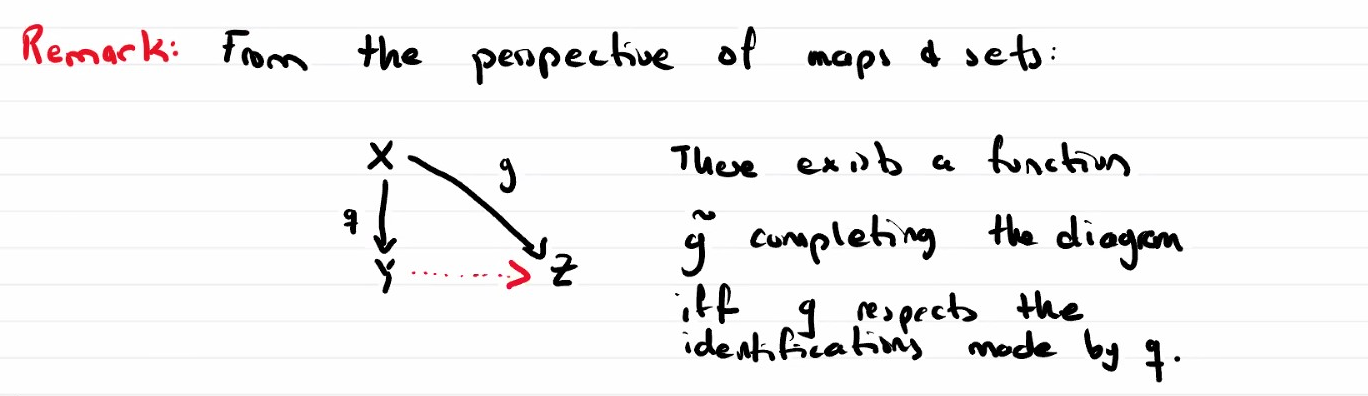 Remark: From the perspective of maps & sets:
X
g
There exists a function
q
g̃ completing the diagram
Y
Z
iff g respects the
identifications made by q.